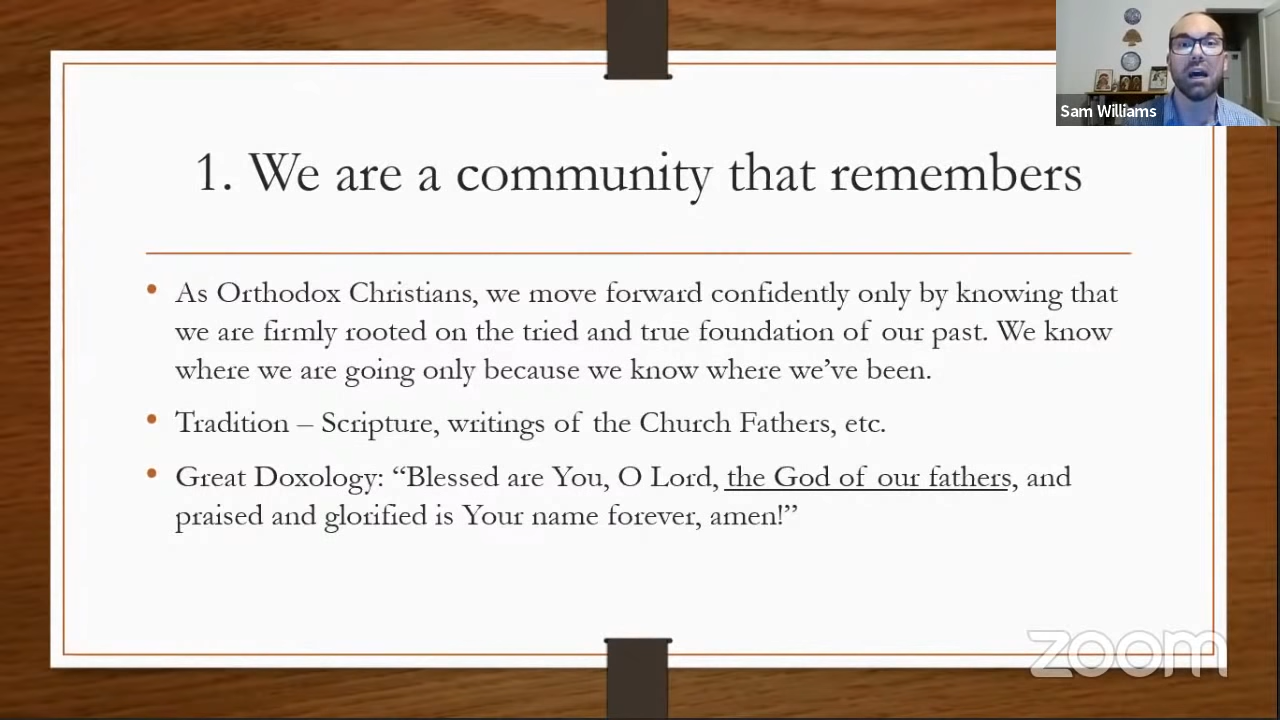 Sam Williams
1. We are a community that remembers
• As Orthodox Christians, we move forward confidently only by knowing that
we are firmly rooted on the tried and true foundation of our past. We know
where we are going only because we know where we’ve been.
• Tradition – Scripture, writings of the Church Fathers, etc.
• Great Doxology: “Blessed are You, O Lord, the God of our fathers, and
praised and glorified is Your name forever, amen!”
zoom